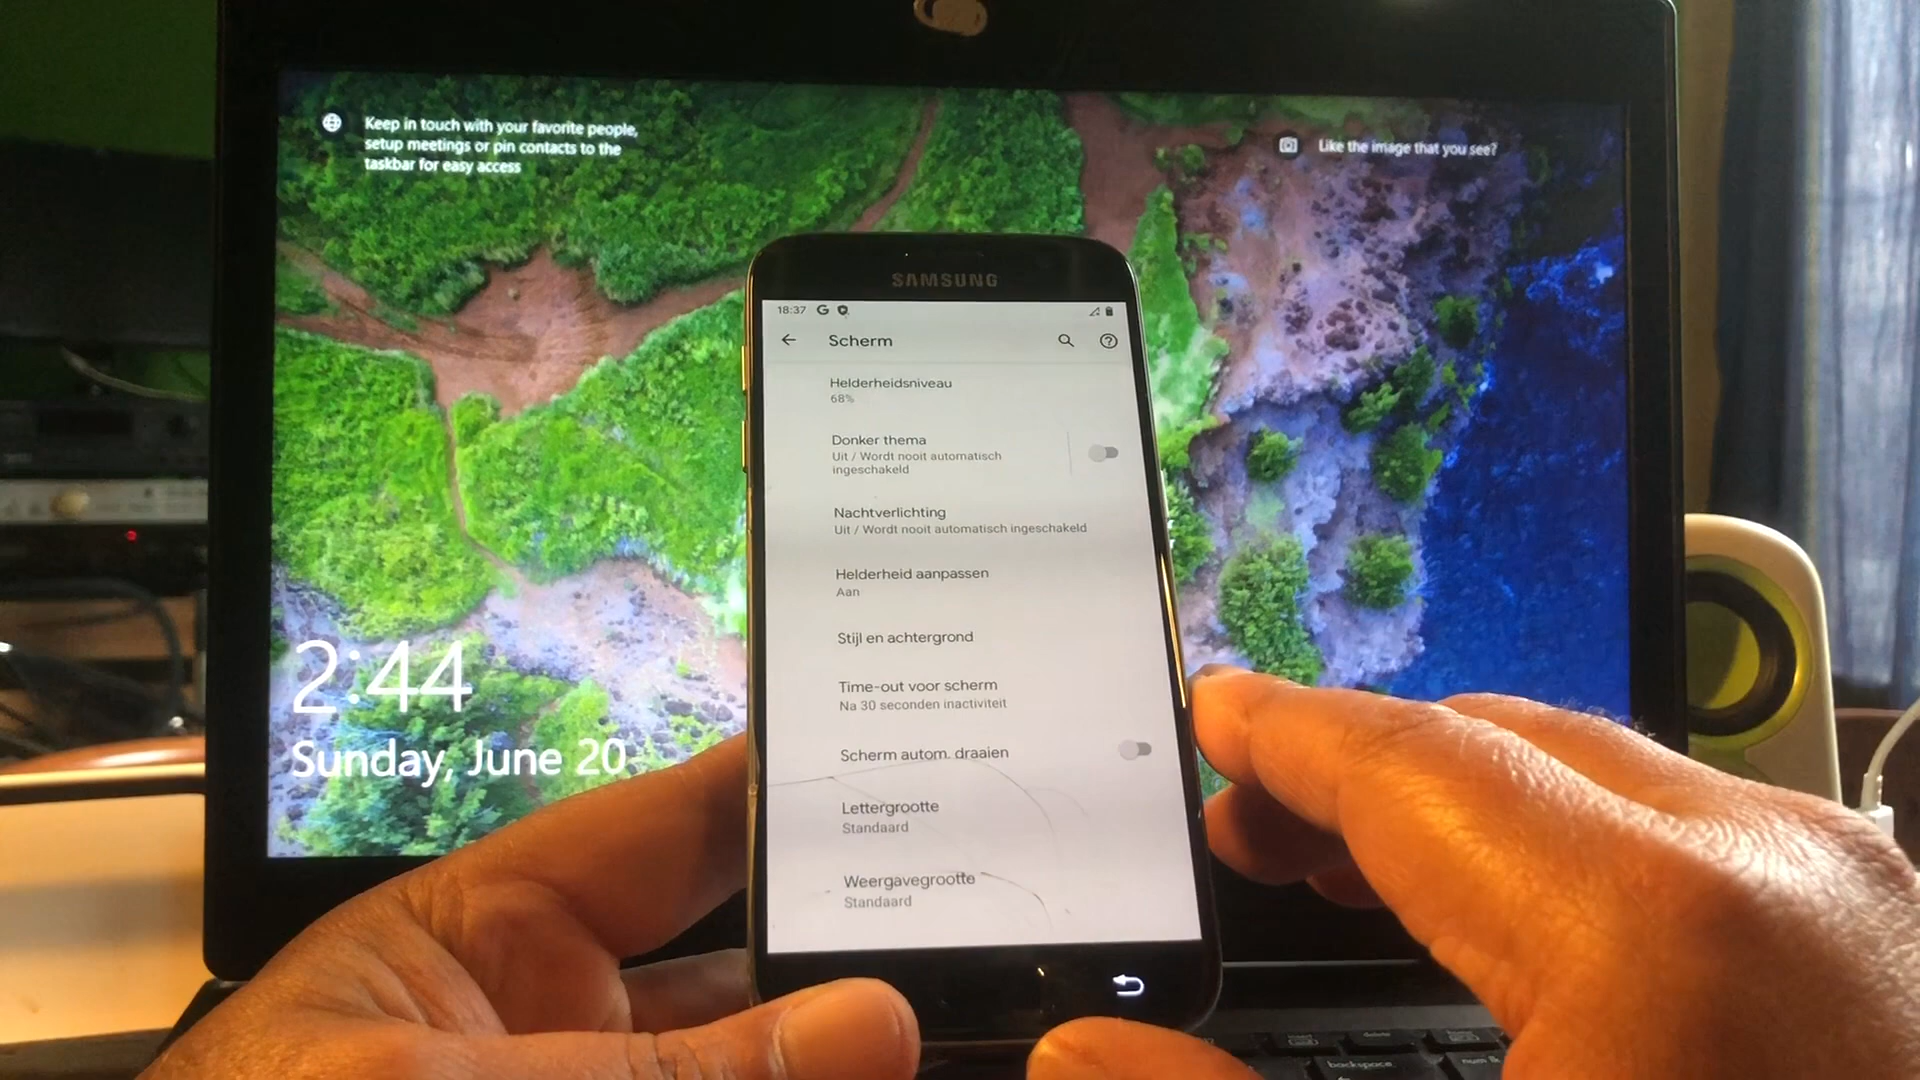 Keep in touch with your favorite people,
setup meetings or pin contacts to the
taskbar for easy access
Like the image that you see?
SAMSUNG
18:37
Scherm
Helderheidsniveau
68%
Donker thema
Uit / Wordt nooit automatisch
ingeschakeld
Nachtverlichting
Uit / Wordt nooit automatisch ingeschakeld
Helderheid aanpassen
Aan
Stijl en achtergrond
Time-out voor scherm
Na 30 seconden inactiviteit
Scherm autom. draaien
Lettergrootte
Standaard
Weergavegrootte
Standaard
2:44
Sunday, June 20
delete
backspace
num